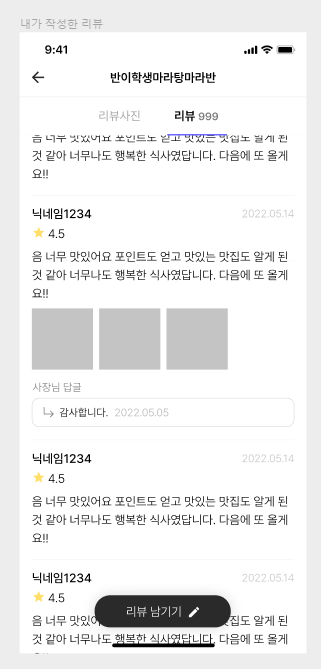 내가 작성한 리뷰
9:41
반이학생마라탕마라반
리뷰사진
리뷰 999
음 너무 맛있어요 포인트도 얻고 맛있는 맛집도 알게 된
것 같아 너무나도 행복한 식사였답니다. 다음에 또 올게
요!!
닉네임1234
2022.05.14
4.5
음 너무 맛있어요 포인트도 얻고 맛있는 맛집도 알게 된
것 같아 너무나도 행복한 식사였답니다. 다음에 또 올게
요!!
사장님 답글
감사합니다. 2022.05.05
닉네임1234
2022.05.14
4.5
음 너무 맛있어요 포인트도 얻고 맛있는 맛집도 알게 된
것 같아 너무나도 행복한 식사였답니다. 다음에 또 올게
요!!
닉네임1234
2022.05.14
4.5
리뷰 남기기
음 너무 맛있어요 포인트도 얻고 맛있는 맛집도 알게 된
것 같아 너무나도 행복한 식사였답니다. 다음에 또 올게